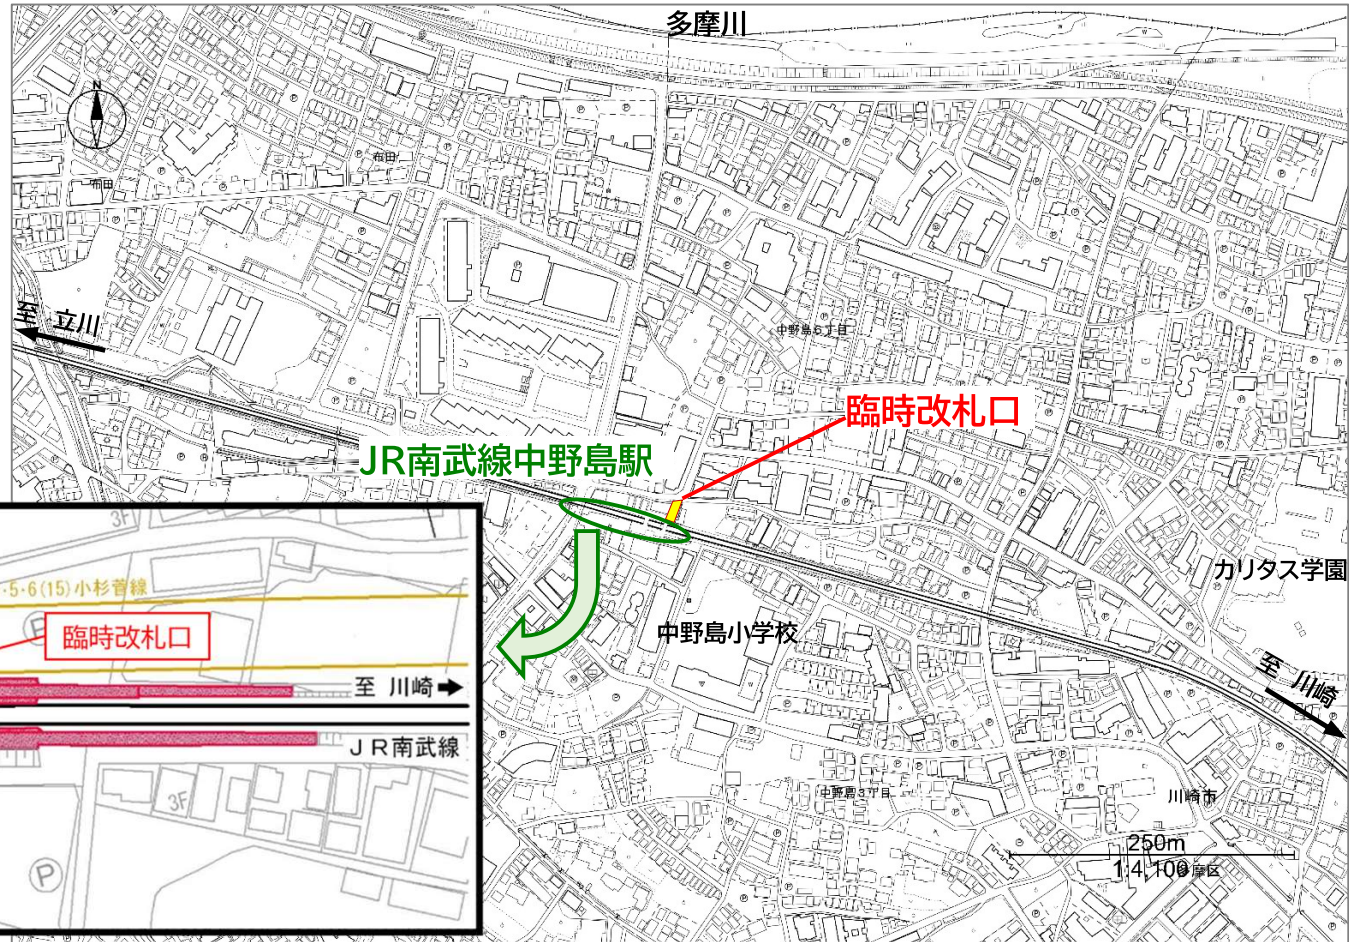 多摩川
N
布田
布田
至 立川
中野島6丁目
臨時改札口
JR南武線中野島駅
3F
・5・6(15)小杉菅線
P
臨時改札口
至 川崎
JR南武線
3F
P
カリタス学園
中野島小学校
至 川崎
中野島3丁目
川崎市
250m
1:4,100
摩区